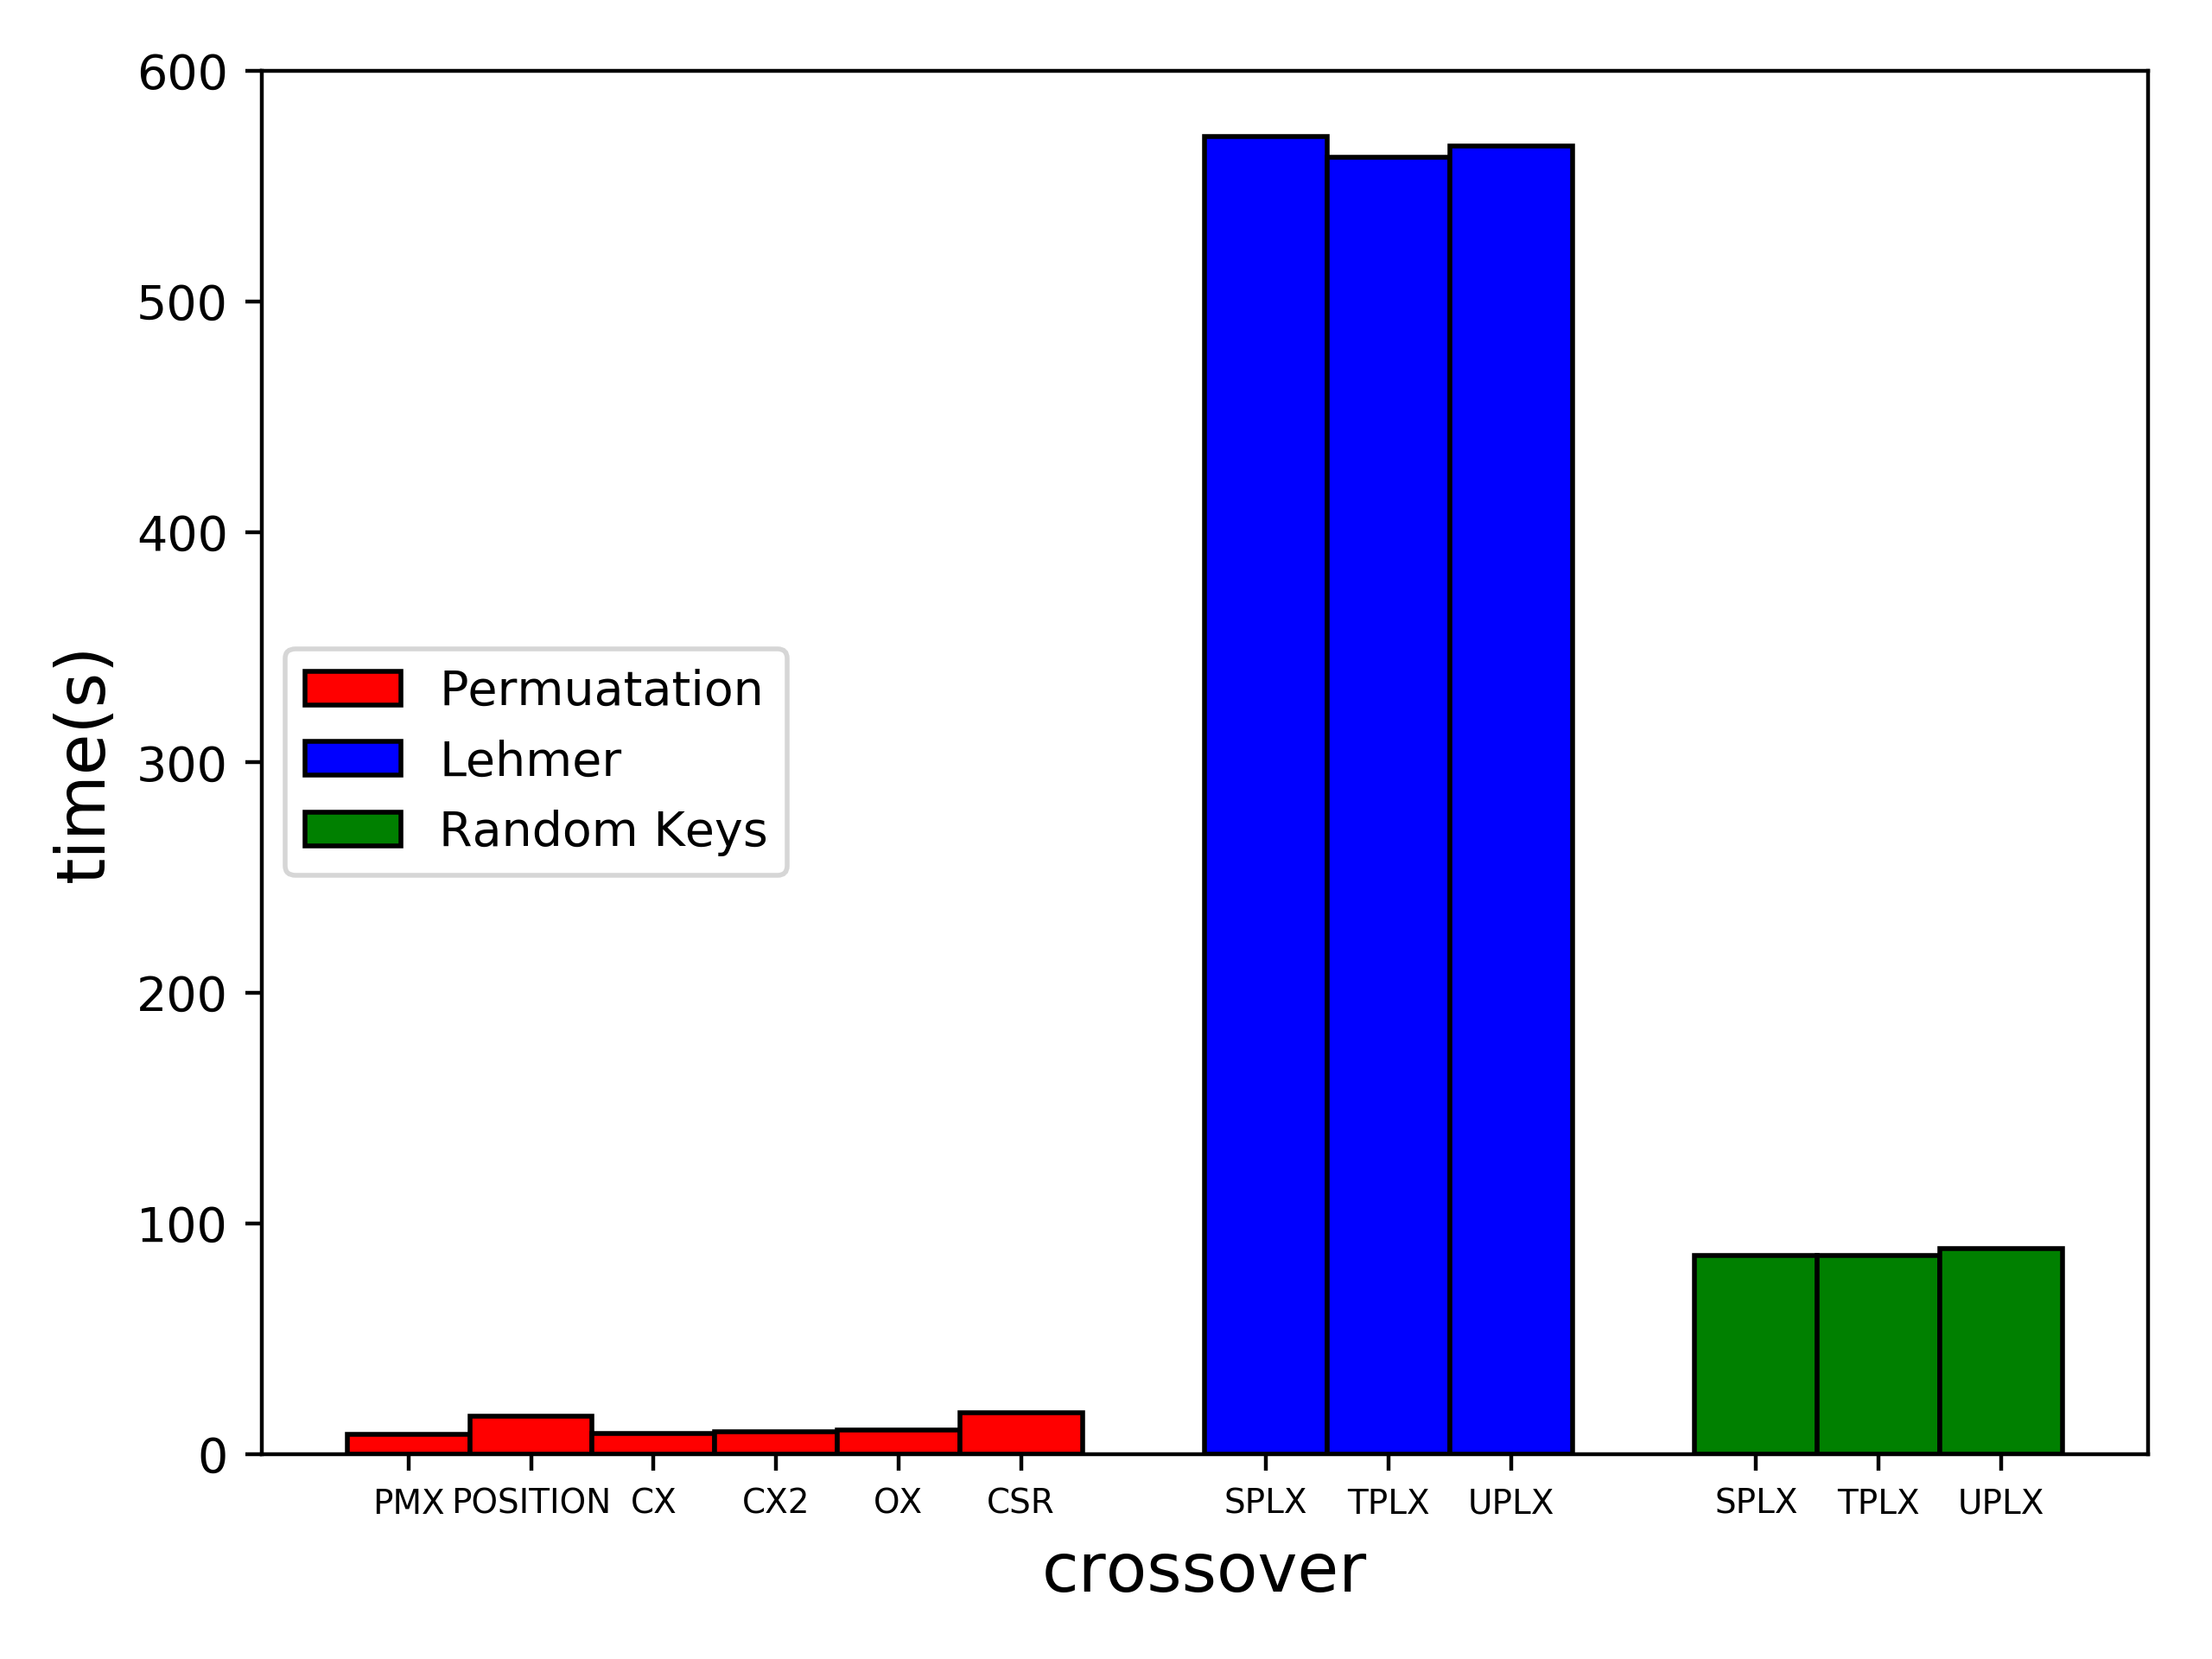 600
500
400
300
200
100
0
time(s)
Permuatation
Lehmer
Random Keys
PMX POSITION CX CX2 OX CSR SPLX TPLX UPLX SPLX TPLX UPLX
crossover